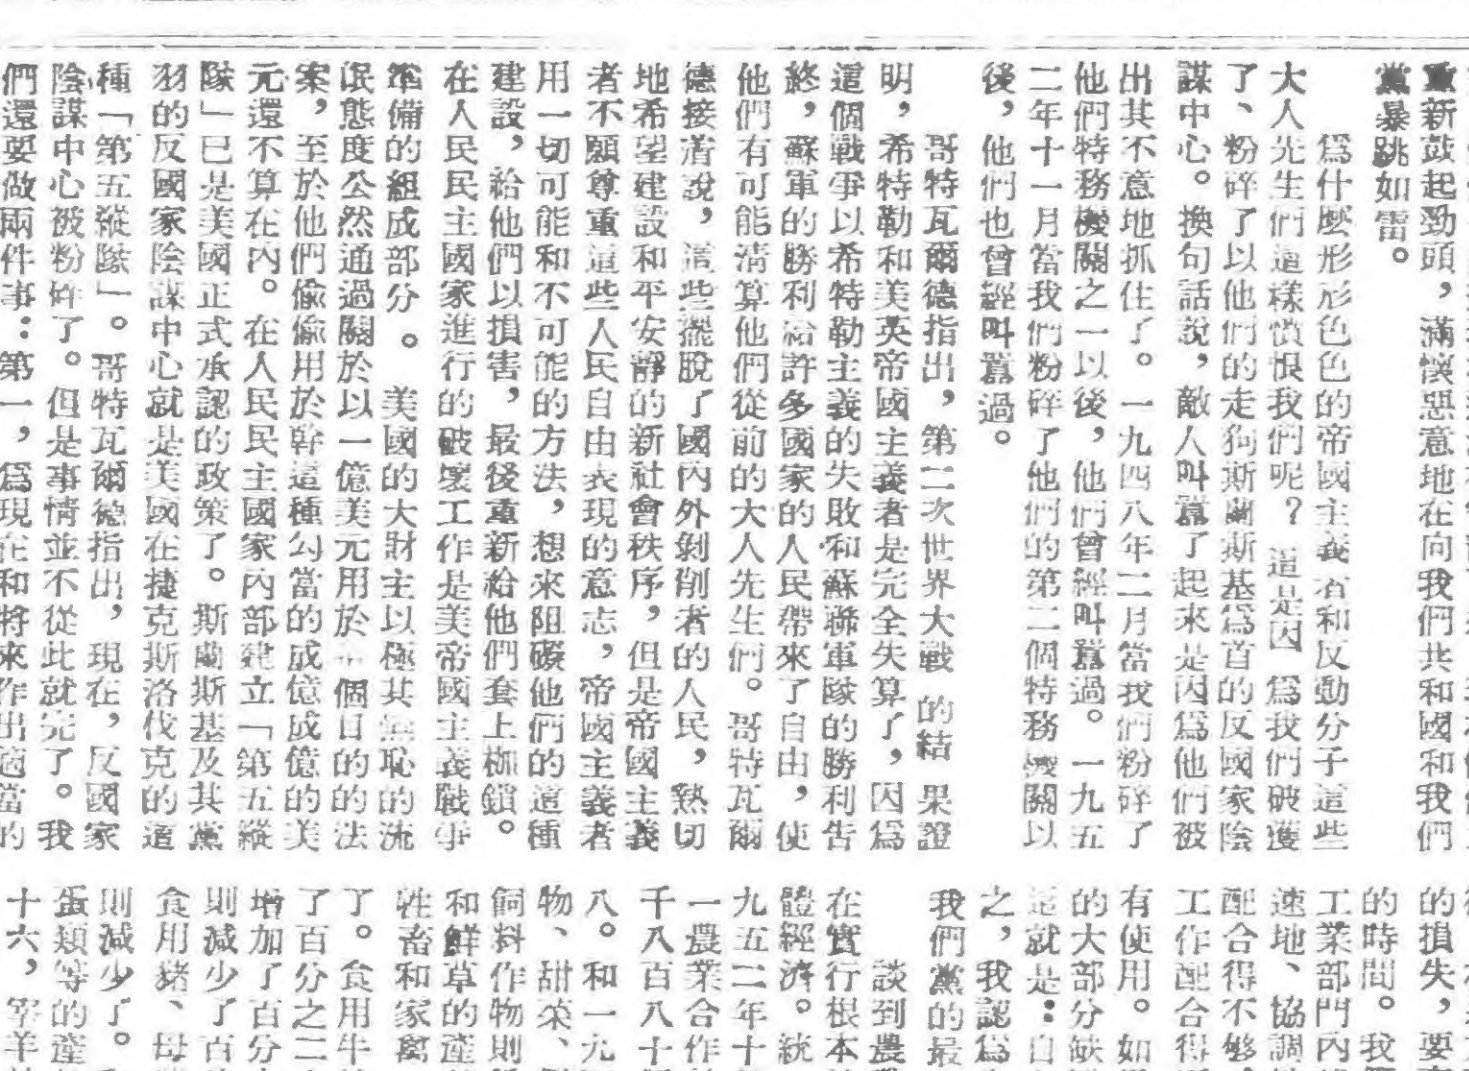 重新鼓起勁頭，滿懷惡意地在向我們共和國和我們
黨暴跳如雷。
爲什麼形形色色的帝國主義者和反動分子這些
大人先生們這樣憤恨我們呢？這是因爲我們破獲
了、粉碎了以他們的走狗斯蘭斯基爲首的反國家陰
謀中心。換句話說，敵人叫囂了起來是因爲他們被
出其不意地抓住了。一九四八年二月當我們粉碎了
他們特務機關之一以後，他們曾經叫囂過。一九五
二年十一月當我們粉碎了他們的第二個特務機關以
後，他們也曾經叫囂過。
哥特瓦爾德指出，第二次世界大戰的結果證
明，希特勒和美英帝國主義者是完全失算了，因爲
這個戰爭以希特勒主義的失敗和蘇聯軍隊的勝利吿
終，蘇軍的勝利給許多國家的人民帶來了自由，使
他們有可能淸算他們從前的大人先生們。哥特瓦爾
德接着說，這些擺脫了國內外剝削者的人民，熱切
地希望建設和平安靜的新社會秩序，但是帝國主義
者不願尊重這些人民自由表現的意志，帝國主義者
用一切可能和不可能的方法，想來阻礙他們的這種
建設，給他們以損害，最後重新給他們套上枷鎖。
在人民民主國家進行的破壞工作是美帝國主義戰爭
準備的組成部分。美國的大財主以極其無恥的流
氓態度公然通過關於以一億美元用於個目的的法
案，至於他們偷偷用於幹這種勾當的成億成億的美
元還不算在內。在人民民主國家內部建立「第五縱
隊」已是美國正式承認的政策了。斯蘭斯基及其黨
羽的反國家陰謀中心就是美國在捷克斯洛伐克的這
種「第五縱隊」。哥特瓦爾德指出，現在，反國家
陰謀中心被粉碎了。但是事情並不從此就完了。我
們還要做兩件事：第一，爲現在和將來作出適當的
的損失，要
的時間。我
工業部門內
速地、協調
配合得不够
工作配合得
有使用。如
的大部分缺
這就是：自
之，我認爲
我們黨的最
談到農
在實行根本
體經濟。統
九五二年十
一農業合作
千八百八十
八。和一九
物、甜菜、
飼料作物則
和鮮草的產
牲畜和家禽
了。食用牛
了百分之二
增加了百分
則減少了百
食用豬、母
則減少了。
蛋類等的產
十六，宰羊